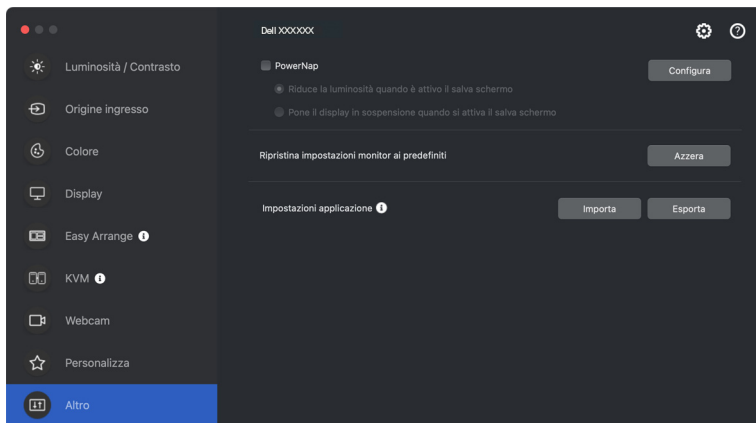 Dell XXXXXX
Luminosità / Contrasto
Origine ingresso
Colore
Display
Easy Arrange
KVM
Webcam
Personalizza
Altro
PowerNap
Configura
Riduce la luminosità quando è attivo il salva schermo
Pone il display in sospensione quando si attiva il salva schermo
Ripristina impostazioni monitor ai predefiniti
Azzera
Impostazioni applicazione
Importa
Esporta